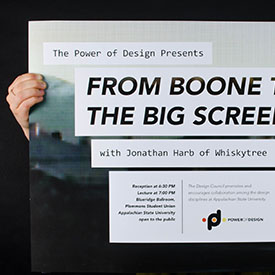 The Power of Design Presents
FROM BOONE T
THE BIG SCREE
with Jonathan Harb of Whiskytree
Reception at 6:30 PM
Lecture at 7:00 PM
Blueridge Ballroom,
Plemmons Student Union
Appalachian State University
open to the public
The Design Council promotes and
encourages collaboration among the design
disciplines at Appalachian State University.
pd POWER OF DESIGN